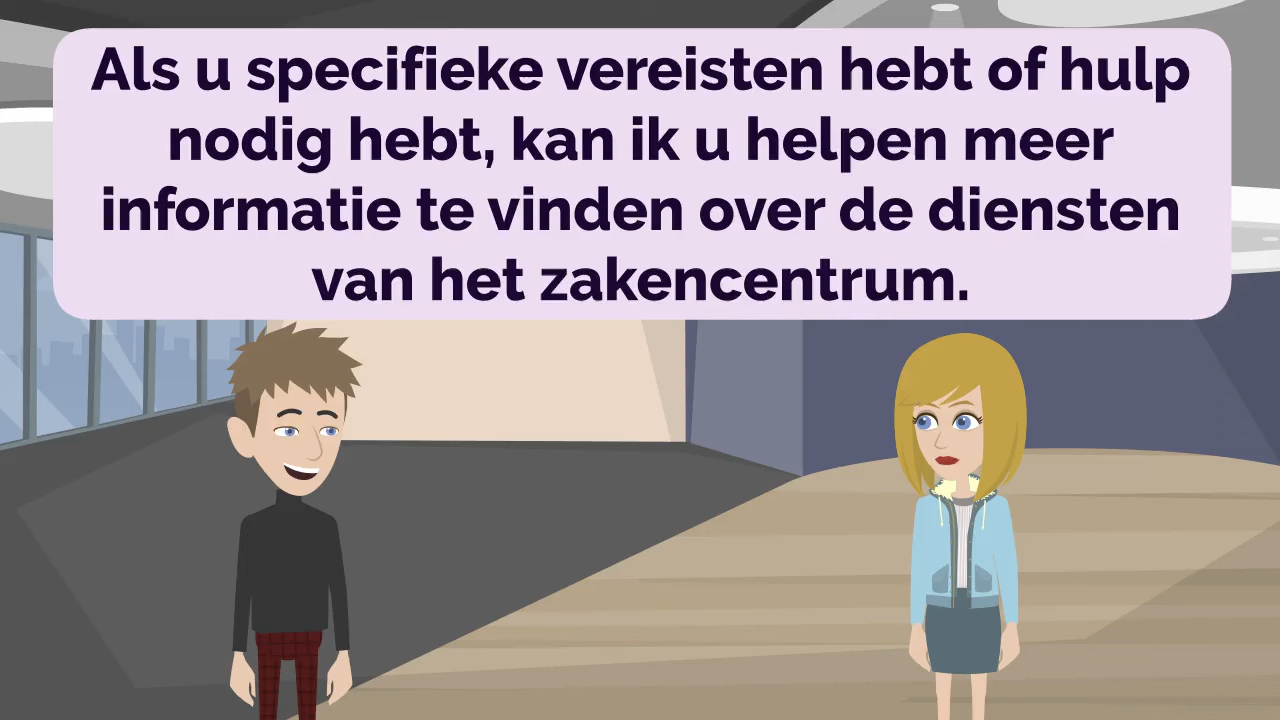 Als u specifieke vereisten hebt of hulp
nodig hebt, kan ik u helpen meer
informatie te vinden over de diensten
van het zakencentrum.